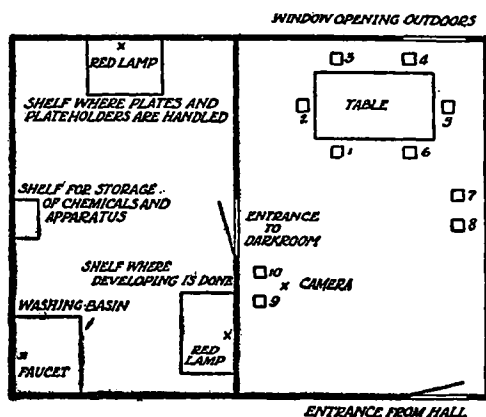 WINDOW OPENING OUTDOORS
RED LAMP
SHELF WHERE PLATES AND
PLATEHOLDERS ARE HANDLED
3
4
2
TABLE
5
1
6
SHELF FOR STORAGE
OF CHEMICALS AND
APPARATUS
7
8
ENTRANCE
TO
DARKROOM
SHELF WHERE
DEVELOPING IS DONE
10
CAMERA
9
WASHING BASIN
FAUCET
RED
LAMP
ENTRANCE FROM HALL